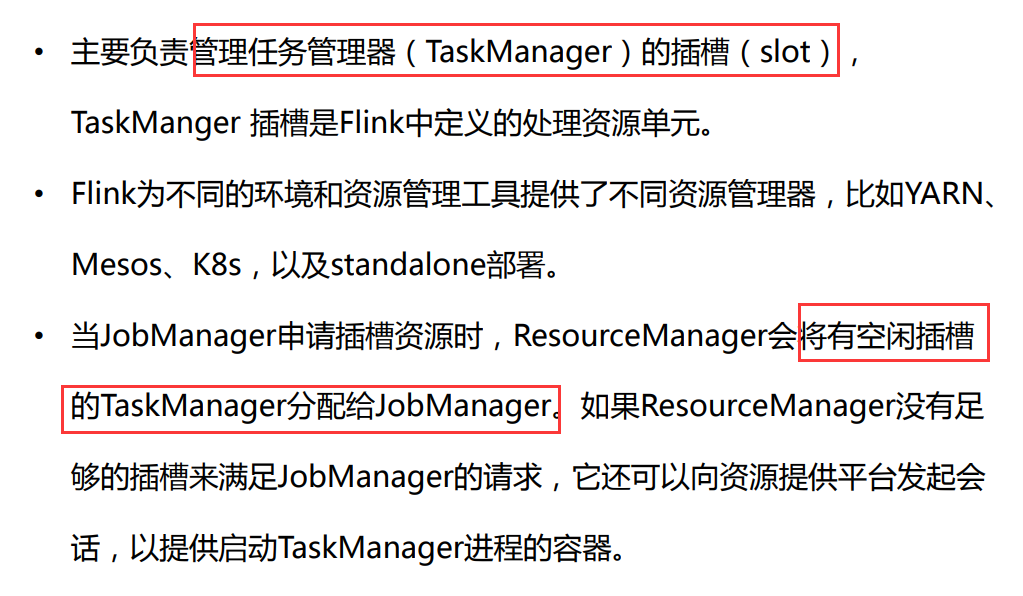 • 主要负责管理任务管理器（TaskManager）的插槽（slot），
TaskManger 插槽是Flink中定义的处理资源单元。
• Flink为不同的环境和资源管理工具提供了不同资源管理器，比如YARN、
Mesos、K8s，以及standalone部署。
• 当JobManager申请插槽资源时，ResourceManager会将有空闲插槽
的TaskManager分配给JobManager。如果ResourceManager没有足
够的插槽来满足JobManager的请求，它还可以向资源提供平台发起会
话，以提供启动TaskManager进程的容器。